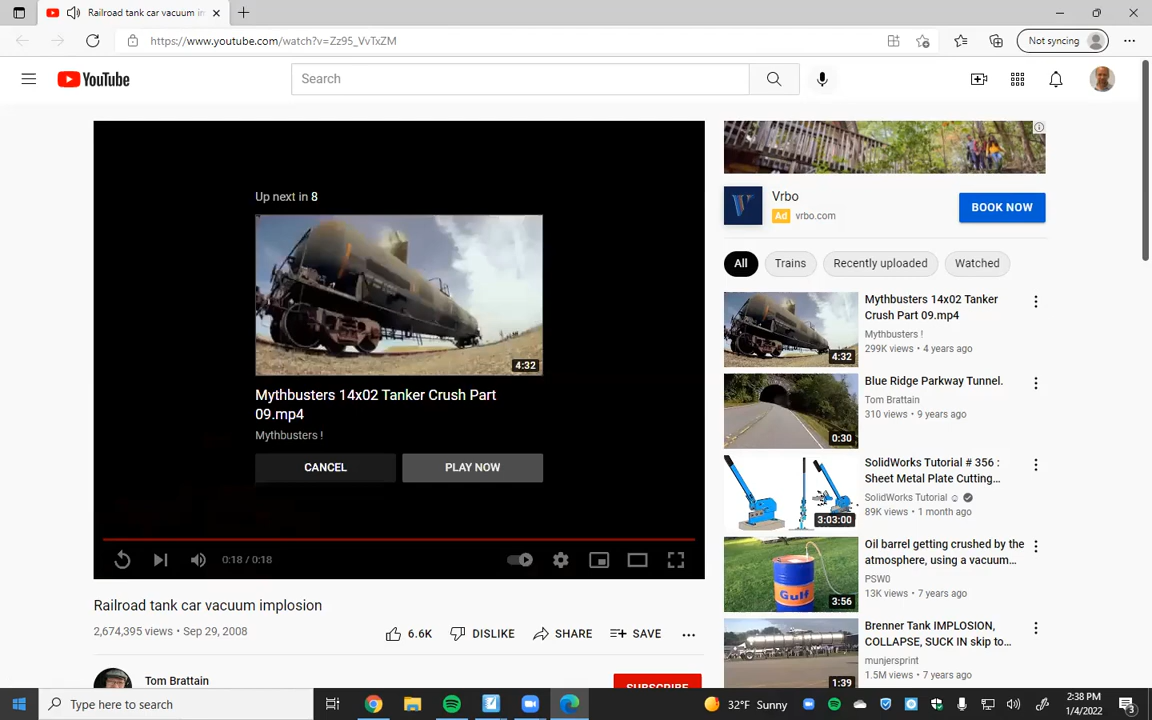 Railroad tank car vacuum im
https://www.youtube.com/watch?v=Zz95_VvTxZM
Not syncing
YouTube
Search
Up next in 8
4:32
Mythbusters 14x02 Tanker Crush Part
09.mp4
Mythbusters !
CANCEL
PLAY NOW
0:18 / 0:18
Railroad tank car vacuum implosion
2,674,395 views • Sep 29, 2008
6.6K
DISLIKE
SHARE
SAVE
Tom Brattain
SUBSCRIBE
Vrbo
Ad vrbo.com
BOOK NOW
All
Trains
Recently uploaded
Watched
4:32
Mythbusters 14x02 Tanker
Crush Part 09.mp4
Mythbusters !
299K views • 4 years ago
0:30
Blue Ridge Parkway Tunnel.
Tom Brattain
310 views • 9 years ago
3:03:00
SolidWorks Tutorial # 356 :
Sheet Metal Plate Cutting...
SolidWorks Tutorial ☺
89K views • 1 month ago
Gulf
3:56
Oil barrel getting crushed by the
atmosphere, using a vacuum...
PSW0
13K views • 7 years ago
1:39
Brenner Tank IMPLOSION,
COLLAPSE, SUCK IN skip to...
munjersprint
1.5M views • 7 years ago
Type here to search
32°F Sunny
2:38 PM
1/4/2022
3